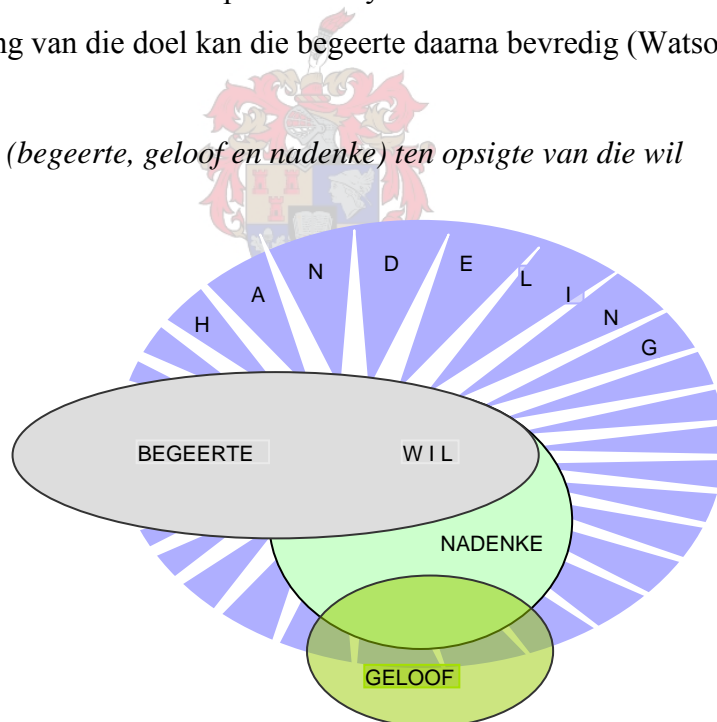 ng van die doel kan die begeerte daarna bevredig (Watso
(begeerte, geloof en nadenke) ten opsigte van die wil
HANDELING
BEGEERTE WIL
NADENKE
GELOOF